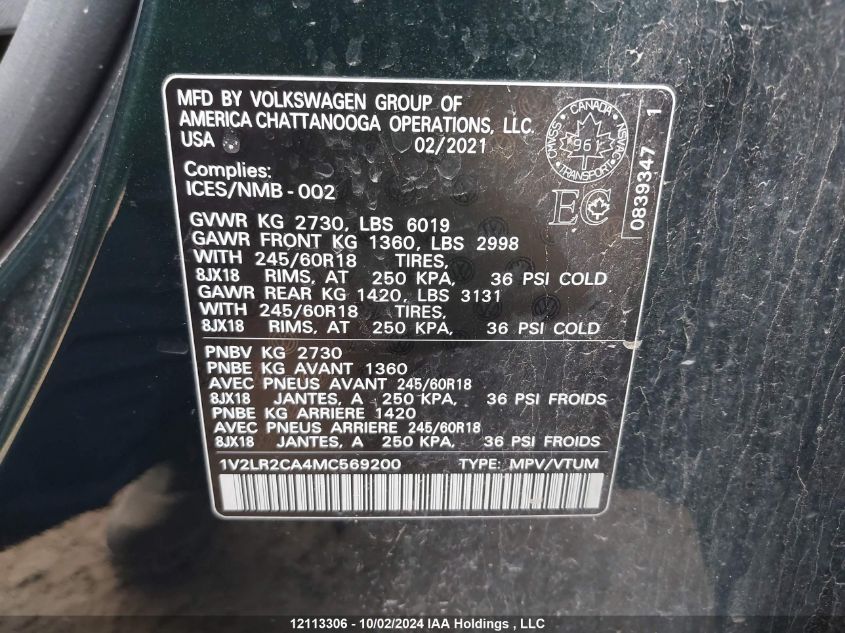 MFD BY VOLKSWAGEN GROUP OF
AMERICA CHATTANOOGA OPERATIONS, LLC.
USA 02/2021
Complies:
ICES/NMB-002
CANADA
CMVSS NSVAC
961
TRANSPORT
EC
0839347 1
GVWR KG 2730, LBS 6019
GAWR FRONT KG 1360, LBS 2998
WITH 245/60R18 TIRES,
8JX18 RIMS, AT 250 KPA, 36 PSI COLD
GAWR REAR KG 1420, LBS 3131
WITH 245/60R18 TIRES,
8JX18 RIMS, AT 250 KPA, 36 PSI COLD
PNBV KG 2730
PNBE KG AVANT 1360
AVEC PNEUS AVANT 245/60R18
8JX18 JANTES, A 250 KPA, 36 PSI FROIDS
PNBE KG ARRIERE 1420
AVEC PNEUS ARRIERE 245/60R18
8JX18 JANTES, A 250 KPA, 36 PSI FROIDS
1V2LR2CA4MC569200 TYPE: MPV/VTUM
12113306 - 10/02/2024 IAA Holdings , LLC